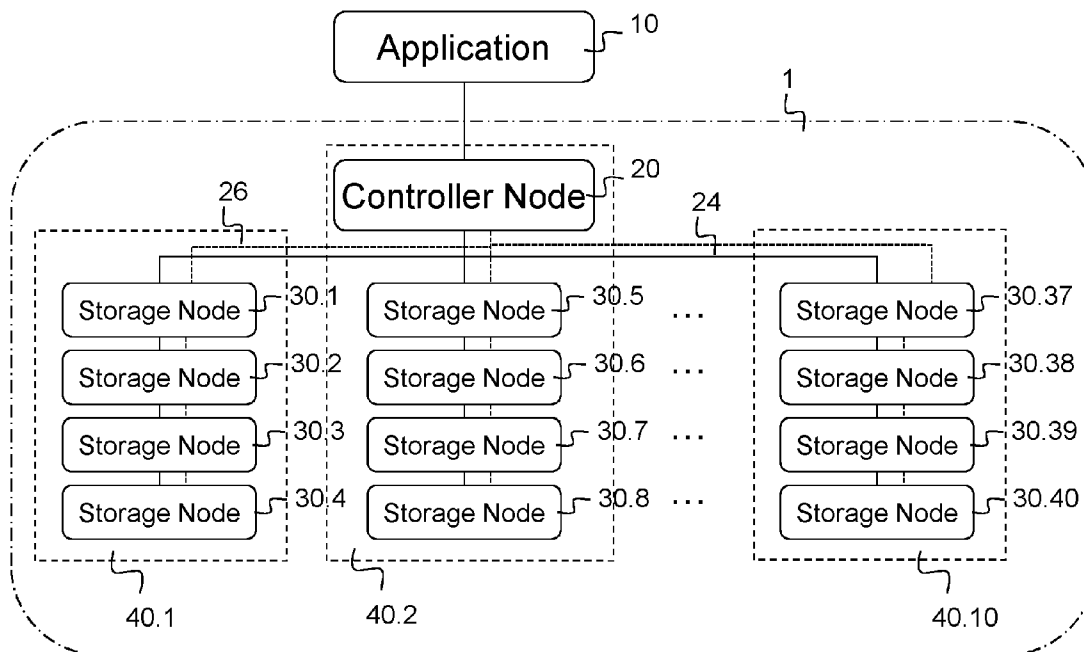 Application 10
1
Controller Node 20
26
24
Storage Node 30.1 Storage Node 30.5 ... Storage Node 30.37
Storage Node 30.2 Storage Node 30.6 ... Storage Node 30.38
Storage Node 30.3 Storage Node 30.7 ... Storage Node 30.39
Storage Node 30.4 Storage Node 30.8 ... Storage Node 30.40
40.1 40.2 40.10